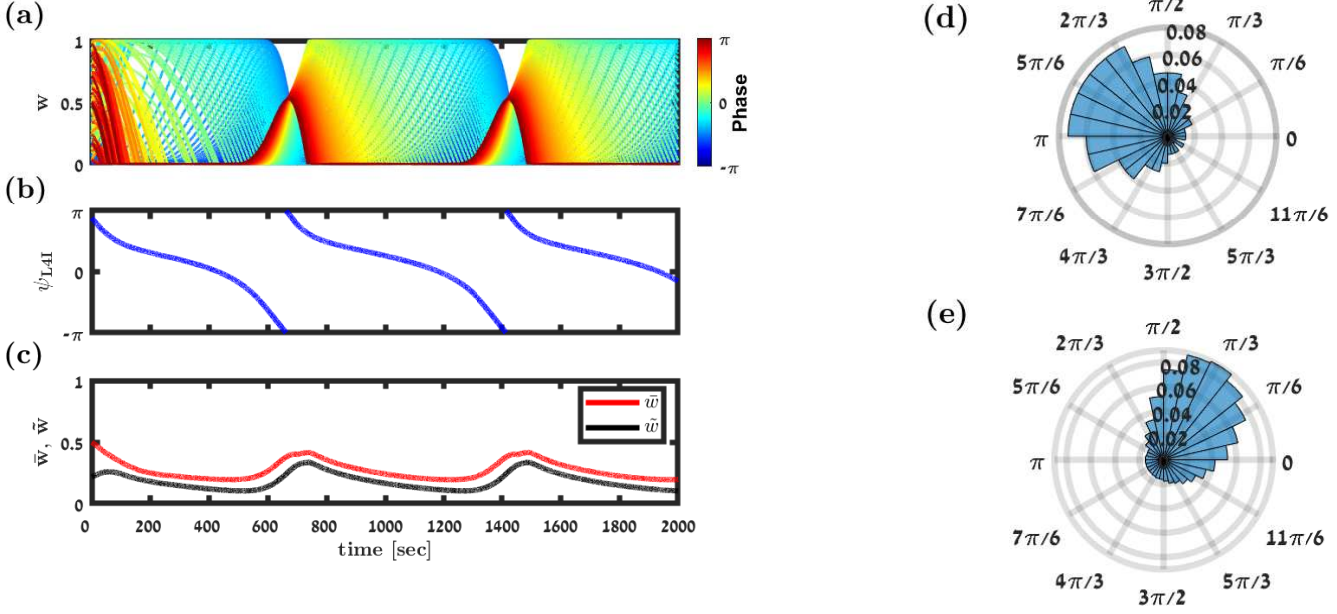 (a)
1
0.5
0
w
π
0
-π
Phase
(b)
π
0
-π
ψL4I
(c)
1
0.5
0
w̄, w̃
w̄
w̃
0 200 400 600 800 1000 1200 1400 1600 1800 2000
time [sec]
(d)
π/2
2π/3 π/3
5π/6 π/6
π 0
7π/6 11π/6
4π/3 5π/3
3π/2
0.08
0.06
0.04
0.02
(e)
π/2
2π/3 π/3
5π/6 π/6
π 0
7π/6 11π/6
4π/3 5π/3
3π/2
0.08
0.06
0.04
0.02